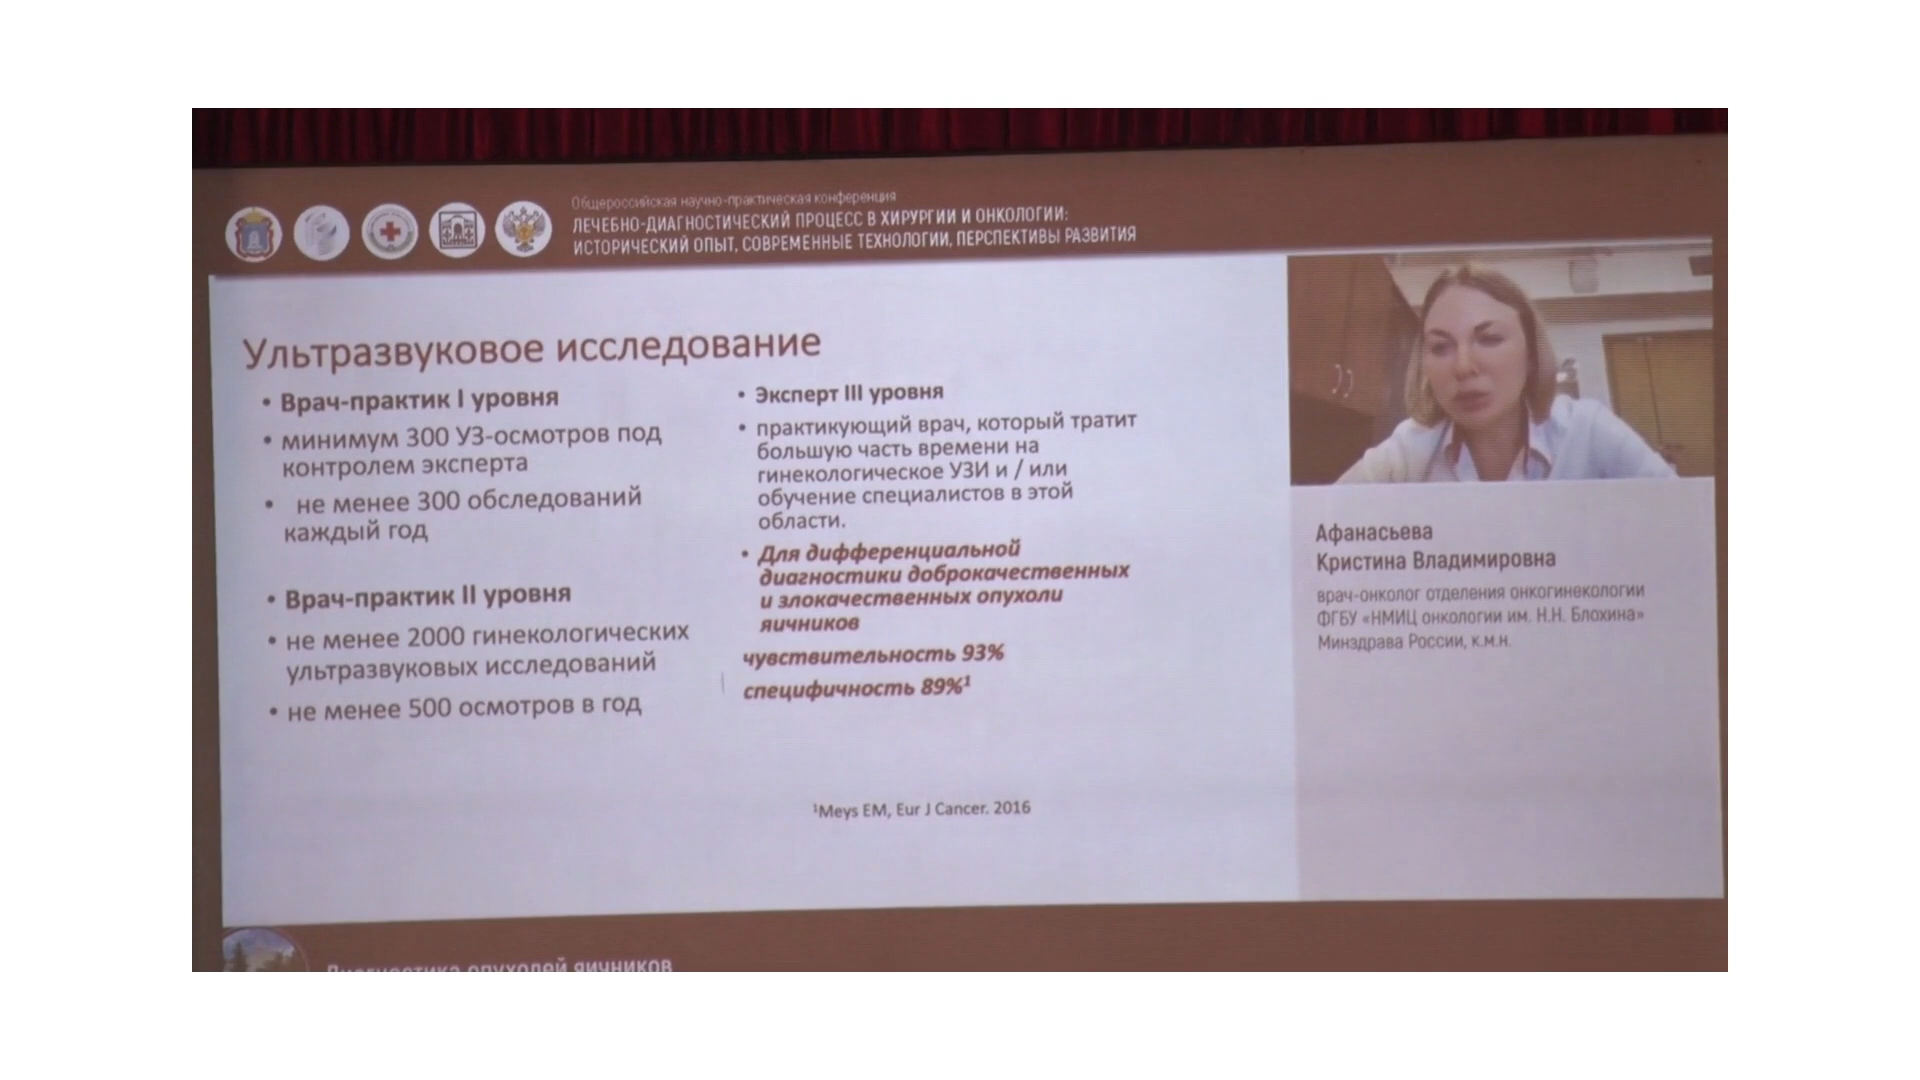 Общероссийская научно-практическая конференция
ЛЕЧЕБНО-ДИАГНОСТИЧЕСКИЙ ПРОЦЕСС В ХИРУРГИИ И ОНКОЛОГИИ:
ИСТОРИЧЕСКИЙ ОПЫТ, СОВРЕМЕННЫЕ ТЕХНОЛОГИИ, ПЕРСПЕКТИВЫ РАЗВИТИЯ
Ультразвуковое исследование
• Врач-практик I уровня
• минимум 300 УЗ-осмотров под
контролем эксперта
• не менее 300 обследований
каждый год
• Врач-практик II уровня
• не менее 2000 гинекологических
ультразвуковых исследований
• не менее 500 осмотров в год
• Эксперт III уровня
• практикующий врач, который тратит
большую часть времени на
гинекологическое УЗИ и / или
обучение специалистов в этой
области.
• Для дифференциальной
диагностики доброкачественных
и злокачественных опухоли
яичников
чувствительность 93%
специфичность 89%¹
¹Meys EM, Eur J Cancer. 2016
Афанасьева
Кристина Владимировна
врач-онколог отделения онкогинекологии
ФГБУ «НМИЦ онкологии им. Н.Н. Блохина»
Минздрава России, к.м.н.
Диагностика опухолей яичников